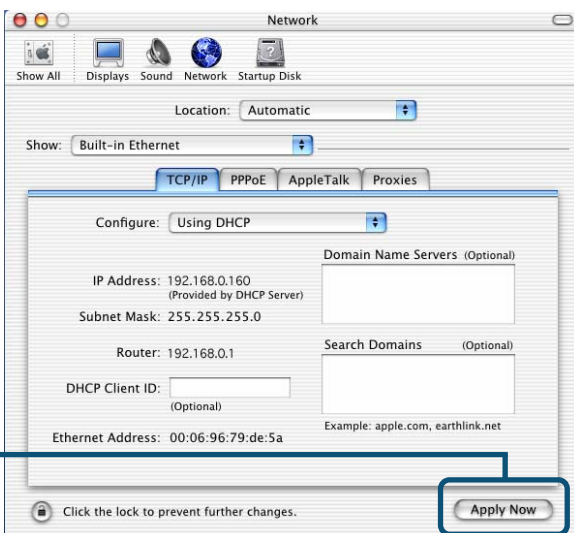 Network
Show All Displays Sound Network Startup Disk
Location: Automatic
Show: Built-in Ethernet
TCP/IP PPPoE AppleTalk Proxies
Configure: Using DHCP
Domain Name Servers (Optional)
IP Address: 192.168.0.160
(Provided by DHCP Server)
Subnet Mask: 255.255.255.0
Search Domains (Optional)
Router: 192.168.0.1
DHCP Client ID:
(Optional)
Example: apple.com, earthlink.net
Ethernet Address: 00:06:96:79:de:5a
Click the lock to prevent further changes.
Apply Now